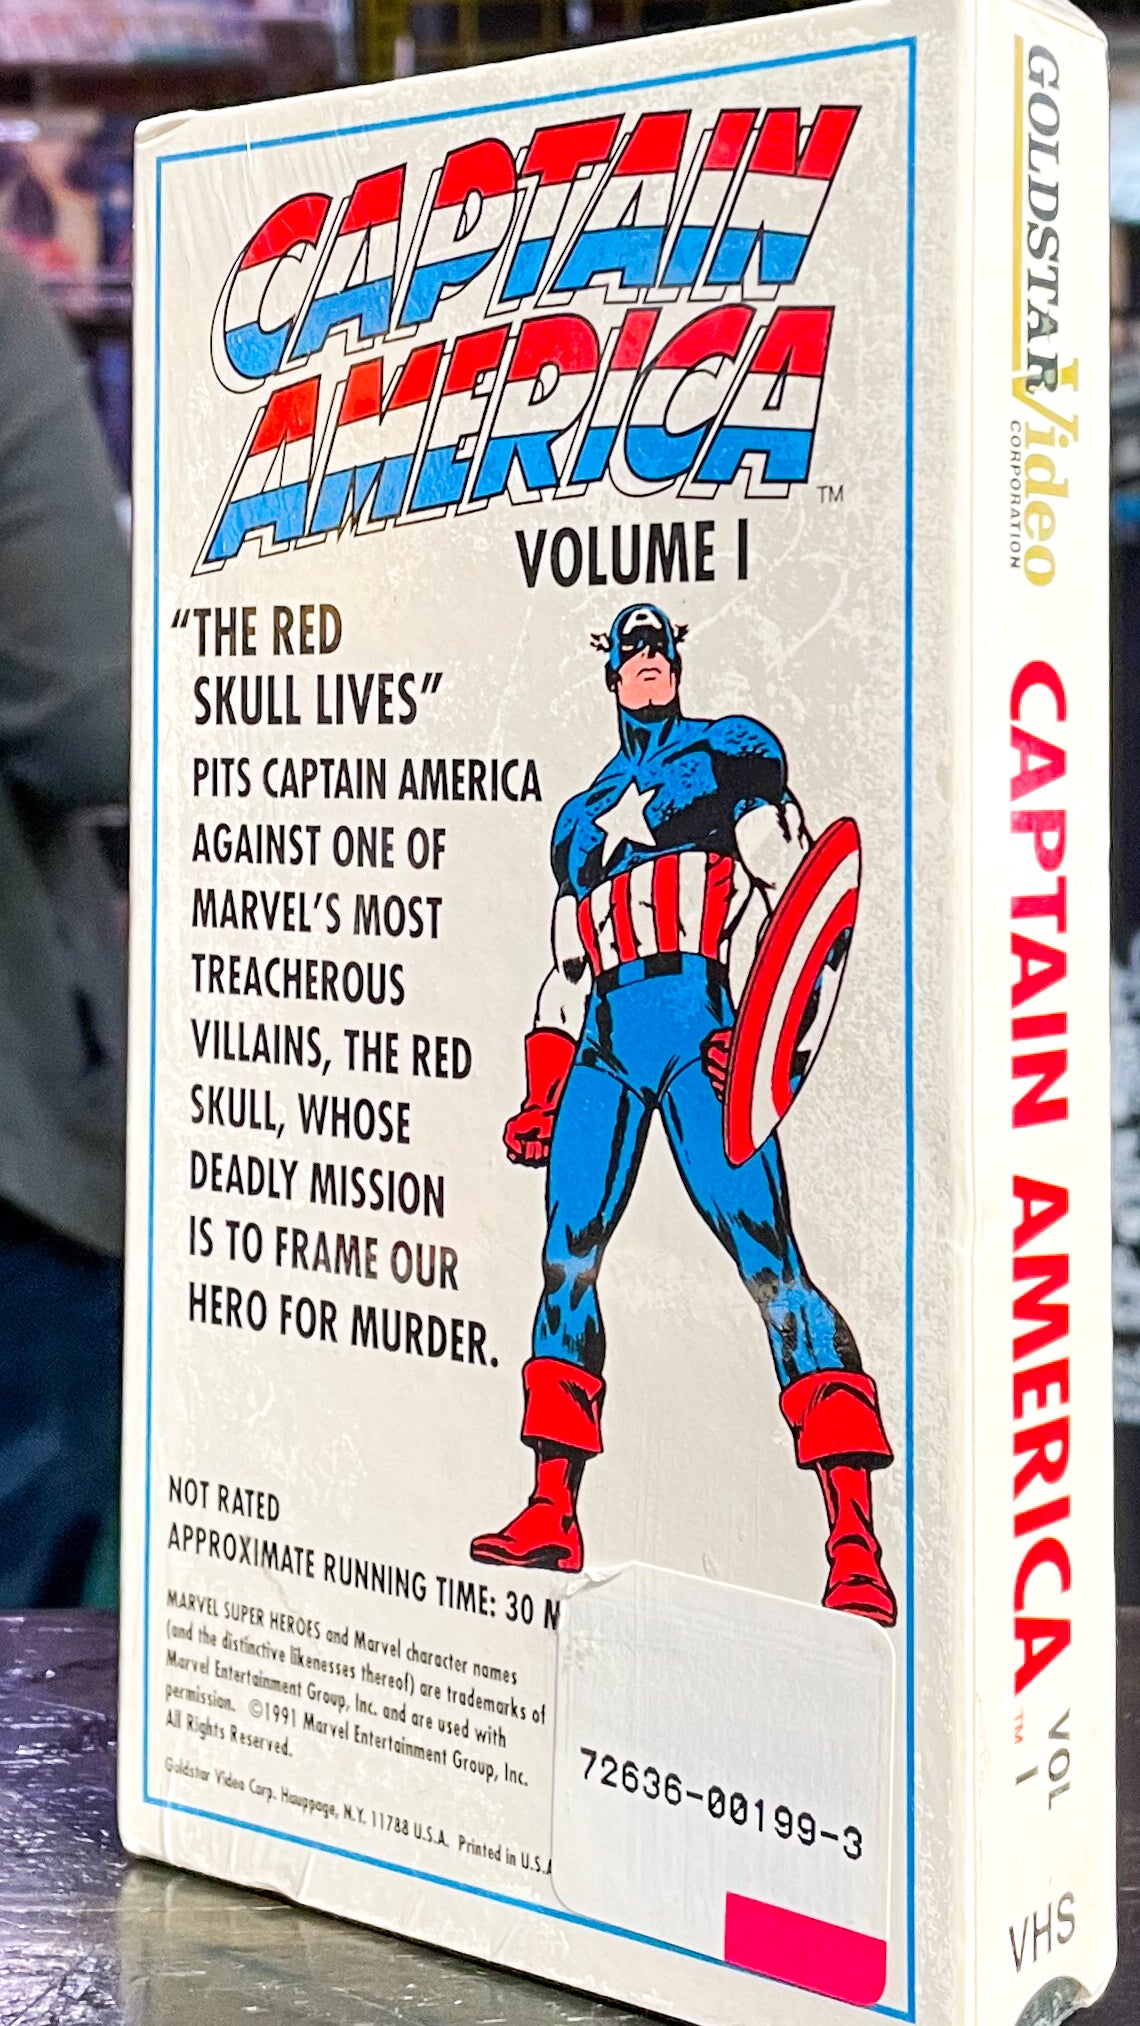 CAPTAIN
AMERICA
TM
VOLUME I
"THE RED
SKULL LIVES"
PITS CAPTAIN AMERICA
AGAINST ONE OF
MARVEL'S MOST
TREACHEROUS
VILLAINS, THE RED
SKULL, WHOSE
DEADLY MISSION
IS TO FRAME OUR
HERO FOR MURDER.
NOT RATED
APPROXIMATE RUNNING TIME: 30 M
MARVEL SUPER HEROES and Marvel character names
(and the distinctive likenesses thereof) are trademarks of
Marvel Entertainment Group, Inc. and are used with
permission. ©1991 Marvel Entertainment Group, Inc.
All Rights Reserved.
Goldstar Video Corp. Hauppage, N.Y. 11788 U.S.A. Printed in U.S.A
72636-00199-3
GOLDSTAR Video
CORPORATION
CAPTAIN AMERICA TM
VOL
I
VHS